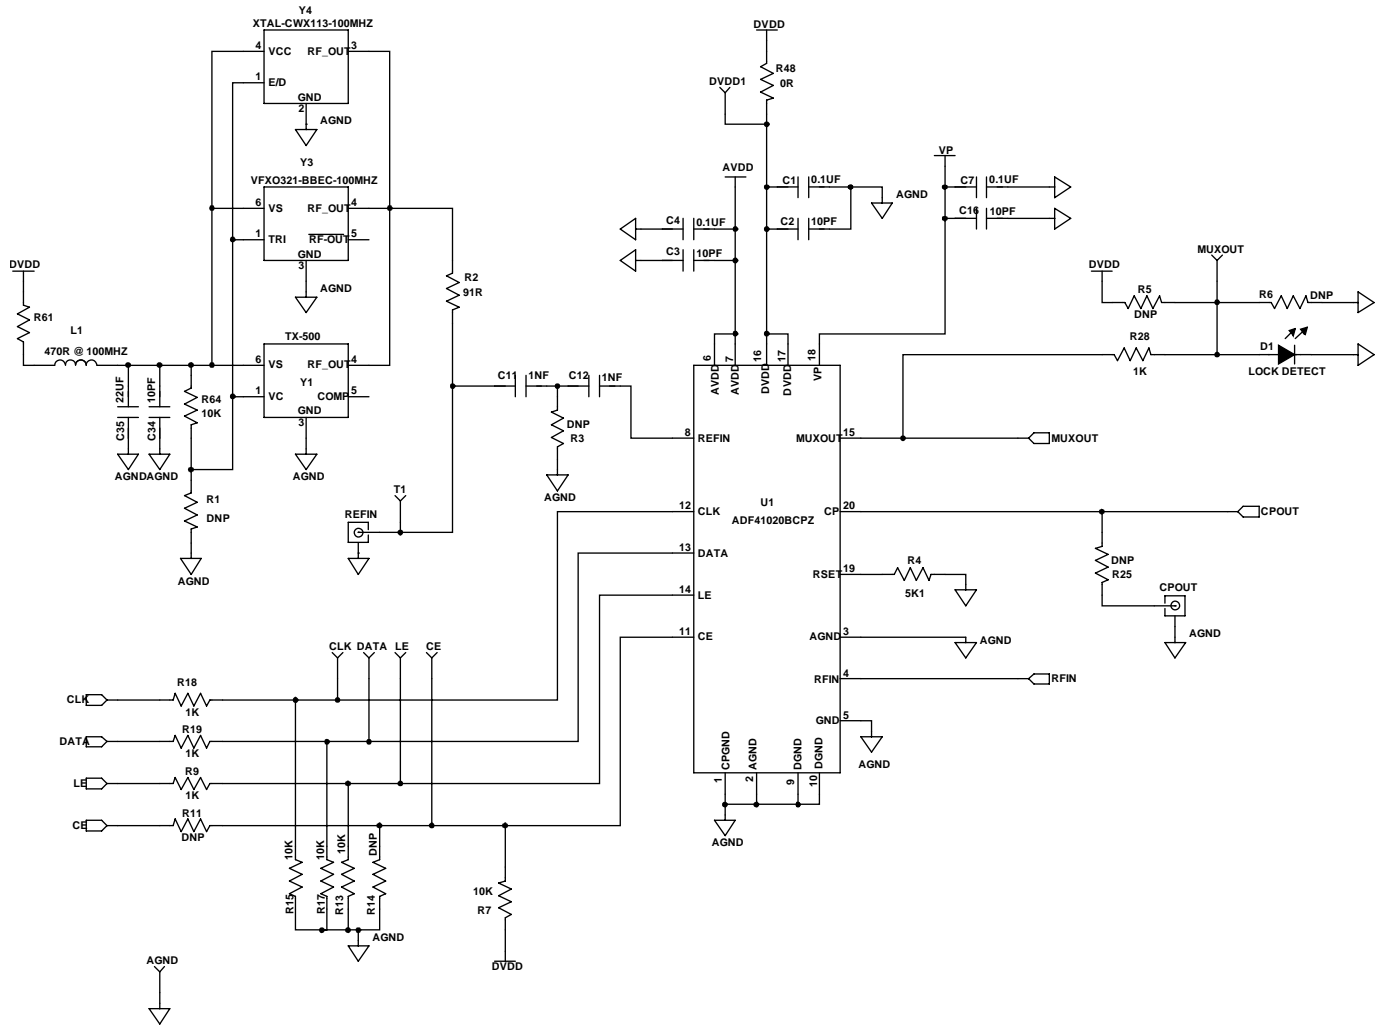 Y4
XTAL-CWX113-100MHZ
4 VCC RF_OUT 3
1 E/D
GND
2
AGND
Y3
VFXO321-BBEC-100MHZ
6 VS RF_OUT 4
1 TRI RF-OUT 5
GND
3
AGND
TX-500
6 VS RF_OUT 4
Y1
1 VC COMP 5
GND
3
AGND
DVDD
R61
L1
470R @ 100MHZ
22UF
C35
10PF
C34
AGND AGND
R64
10K
R1
DNP
AGND
R2
91R
REFIN
T1
C11 1NF
C12 1NF
DNP
R3
AGND
DVDD
R48
0R
DVDD1
AVDD
C4 0.1UF
C3 10PF
C1 0.1UF
C2 10PF
AGND
VP
C7 0.1UF
C16 10PF
MUXOUT
DVDD
R5
DNP
R6 DNP
R28
1K
D1
LOCK DETECT
6 AVDD
7 AVDD
16 DVDD
17 DVDD
18 VP
8 REFIN
12 CLK
13 DATA
14 LE
11 CE
U1
ADF41020BCPZ
MUXOUT 15
CP 20
RSET 19
AGND 3
RFIN 4
GND 5
1 CPGND
2 AGND
9 DGND
10 DGND
AGND
MUXOUT
CPOUT
DNP
R25
CPOUT
AGND
R4
5K1
AGND
RFIN
AGND
CLK DATA LE CE
CLK R18
1K
DATA R19
1K
LE R9
1K
CE R11
DNP
10K
R15
10K
R17
10K
R13
DNP
R14
AGND
10K
R7
DVDD
AGND